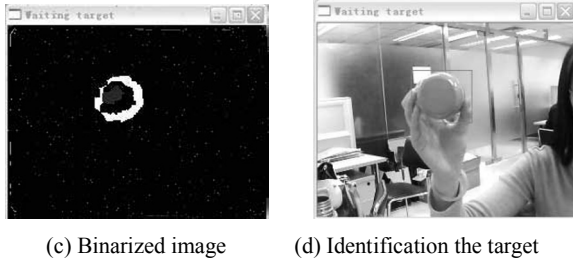 Waiting target
Waiting target
(c) Binarized image
(d) Identification the target